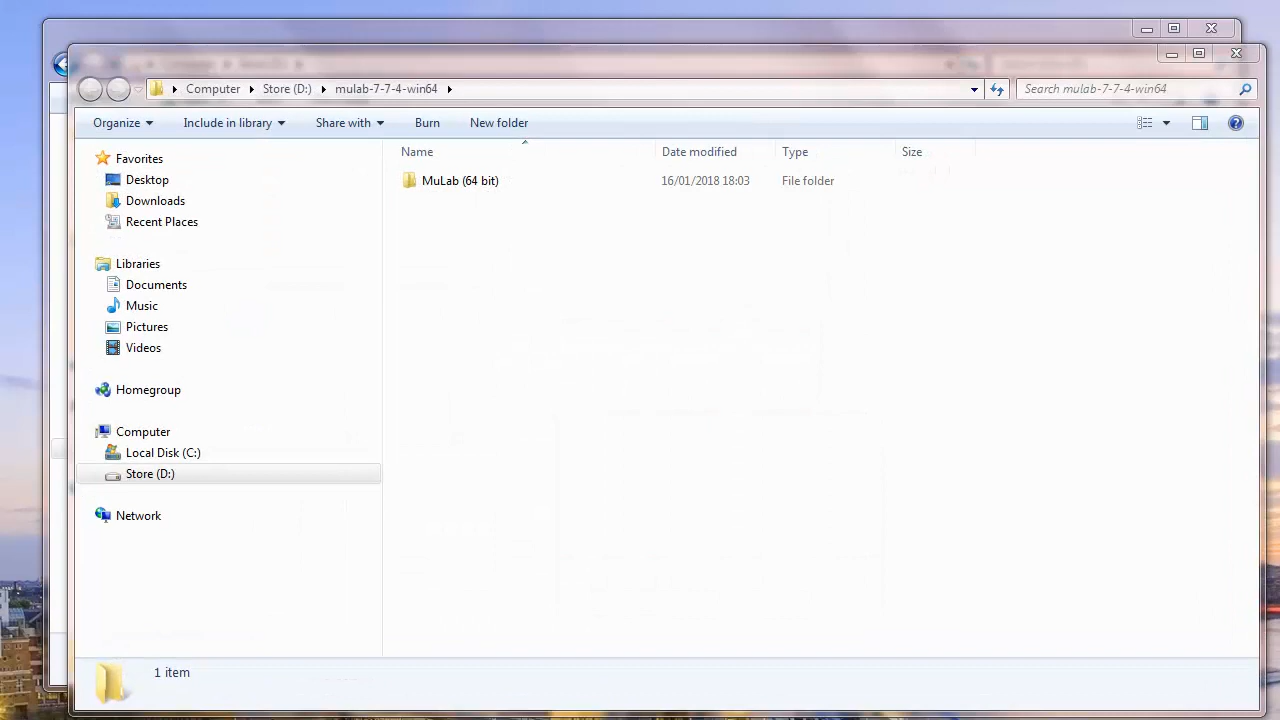 Computer Store (D:) mulab-7-7-4-win64 Search mulab-7-7-4-win64
Organize Include in library Share with Burn New folder
Name Date modified Type Size
MuLab (64 bit) 16/01/2018 18:03 File folder
Favorites
Desktop
Downloads
Recent Places
Libraries
Documents
Music
Pictures
Videos
Homegroup
Computer
Local Disk (C:)
Store (D:)
Network
1 item